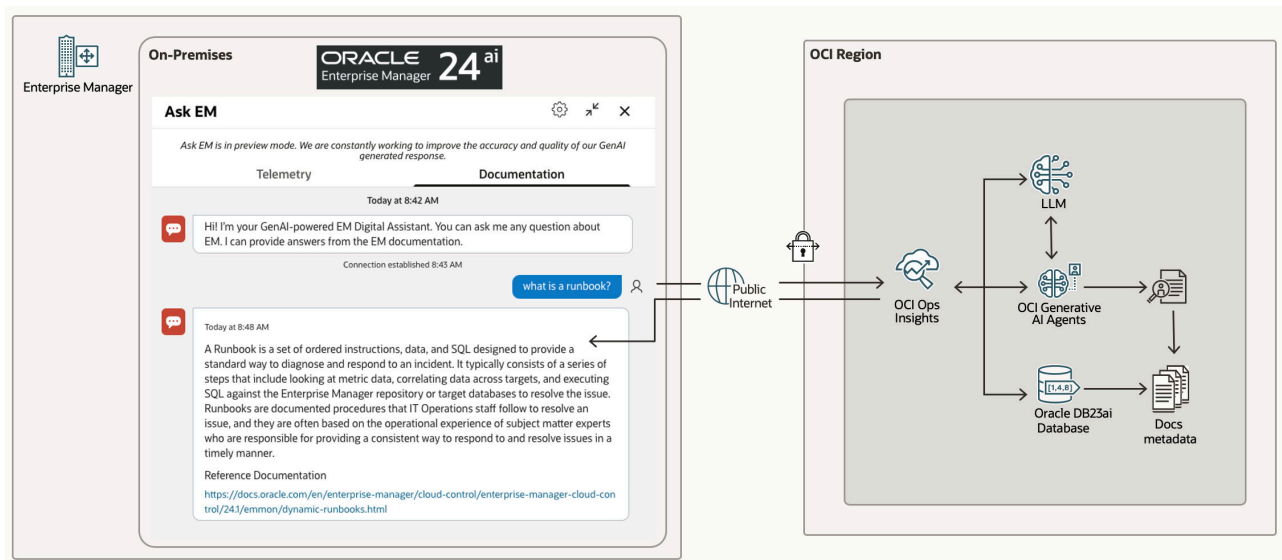 Enterprise Manager
On-Premises
ORACLE
Enterprise Manager 24 ai
Ask EM
Ask EM is in preview mode. We are constantly working to improve the accuracy and quality of our GenAI
generated response.
Telemetry
Documentation
Today at 8:42 AM
Hi! I'm your GenAI-powered EM Digital Assistant. You can ask me any question about
EM. I can provide answers from the EM documentation.
Connection established 8:43 AM
what is a runbook?
Today at 8:48 AM
A Runbook is a set of ordered instructions, data, and SQL designed to provide a
standard way to diagnose and respond to an incident. It typically consists of a series of
steps that include looking at metric data, correlating data across targets, and executing
SQL against the Enterprise Manager repository or target databases to resolve the issue.
Runbooks are documented procedures that IT Operations staff follow to resolve an
issue, and they are often based on the operational experience of subject matter experts
who are responsible for providing a consistent way to respond to and resolve issues in a
timely manner.
Reference Documentation
https://docs.oracle.com/en/enterprise-manager/cloud-control/enterprise-manager-cloud-con
trol/24.1/emmon/dynamic-runbooks.html
Public
Internet
OCI Region
OCI Ops
Insights
LLM
OCI Generative
AI Agents
[1,4,8]
Oracle DB23ai
Database
Docs
metadata